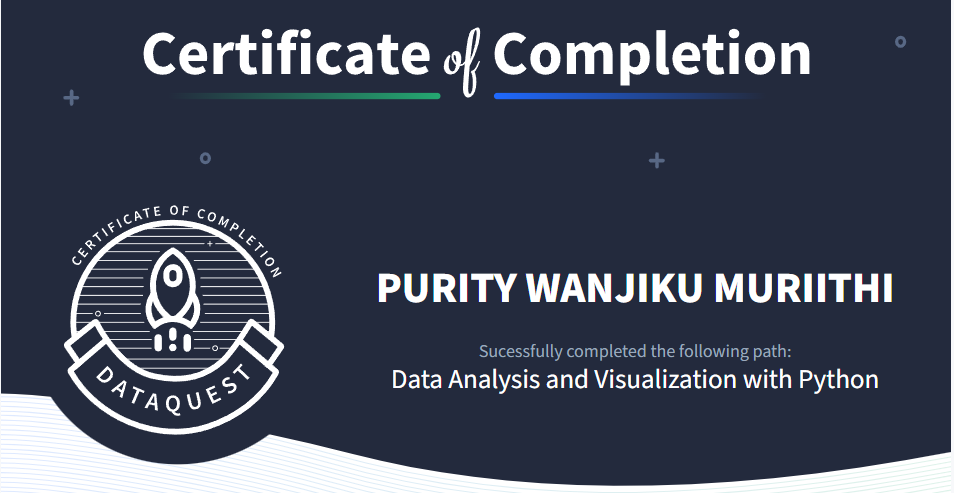 Certificate of Completion
CERTIFICATE OF COMPLETION
DATAQUEST
PURITY WANJIKU MURIITHI
Sucessfully completed the following path:
Data Analysis and Visualization with Python